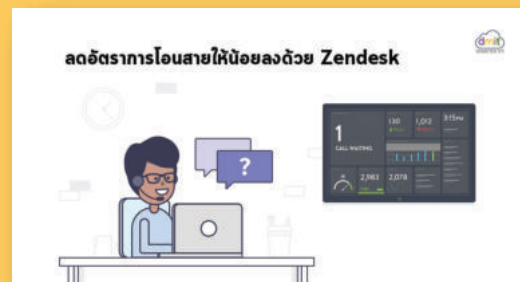 ลดอัตราการโอนสายให้น้อยลงด้วย Zendesk
dmit
?
1
CALL WAITING
130
1,012
3:15PM
2,983
2,078